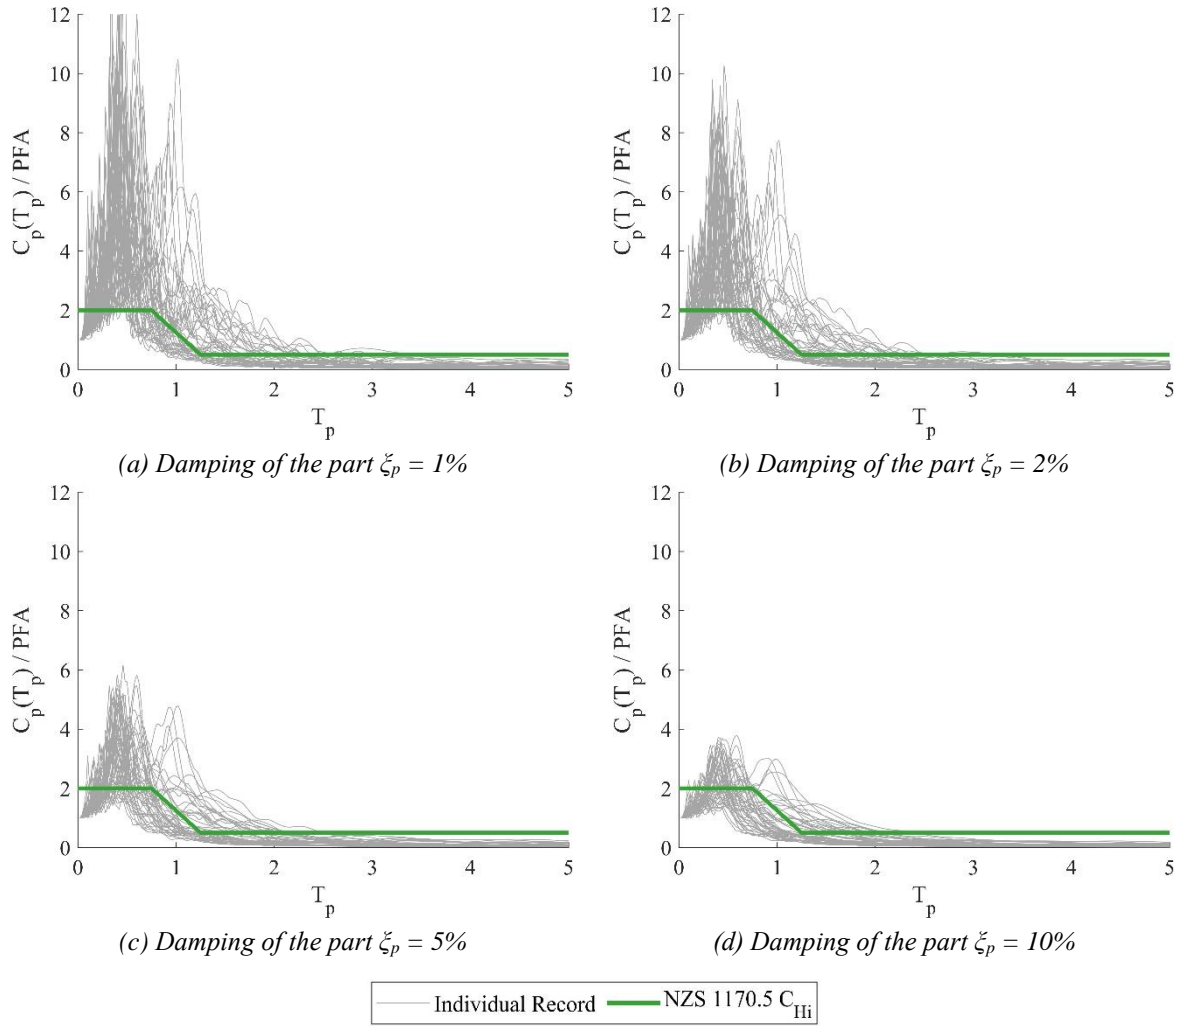 12
10
8
6
4
2
0
C_p(T_p) / PFA
0 1 2 3 4 5
T_p
(a) Damping of the part ξ_p = 1%
12
10
8
6
4
2
0
C_p(T_p) / PFA
0 1 2 3 4 5
T_p
(b) Damping of the part ξ_p = 2%
12
10
8
6
4
2
0
C_p(T_p) / PFA
0 1 2 3 4 5
T_p
(c) Damping of the part ξ_p = 5%
12
10
8
6
4
2
0
C_p(T_p) / PFA
0 1 2 3 4 5
T_p
(d) Damping of the part ξ_p = 10%
Individual Record NZS 1170.5 C_Hi